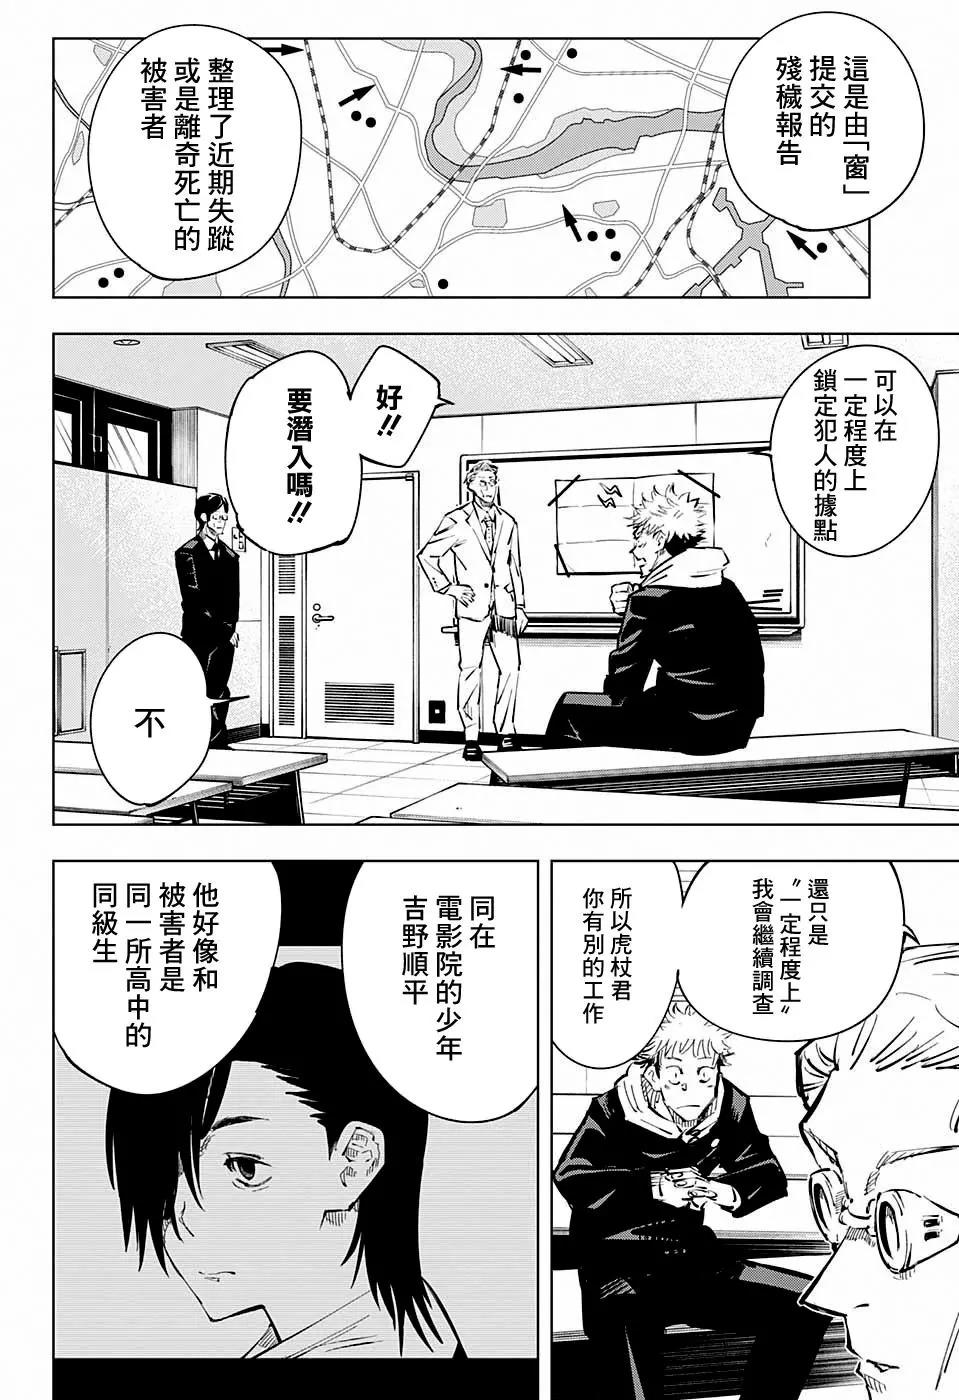 這是由「窗」
提交的
殘穢報告
整理了近期失蹤
或是離奇死亡的
被害者
可以在
一定程度上
鎖定犯人的據點
好!!
要潛入嗎!!
不
還只是
〝一定程度上〟
我會繼續調查
所以虎杖君
你有別的工作
同在
電影院的少年
吉野順平
他好像和
被害者是
同一所高中的
同級生